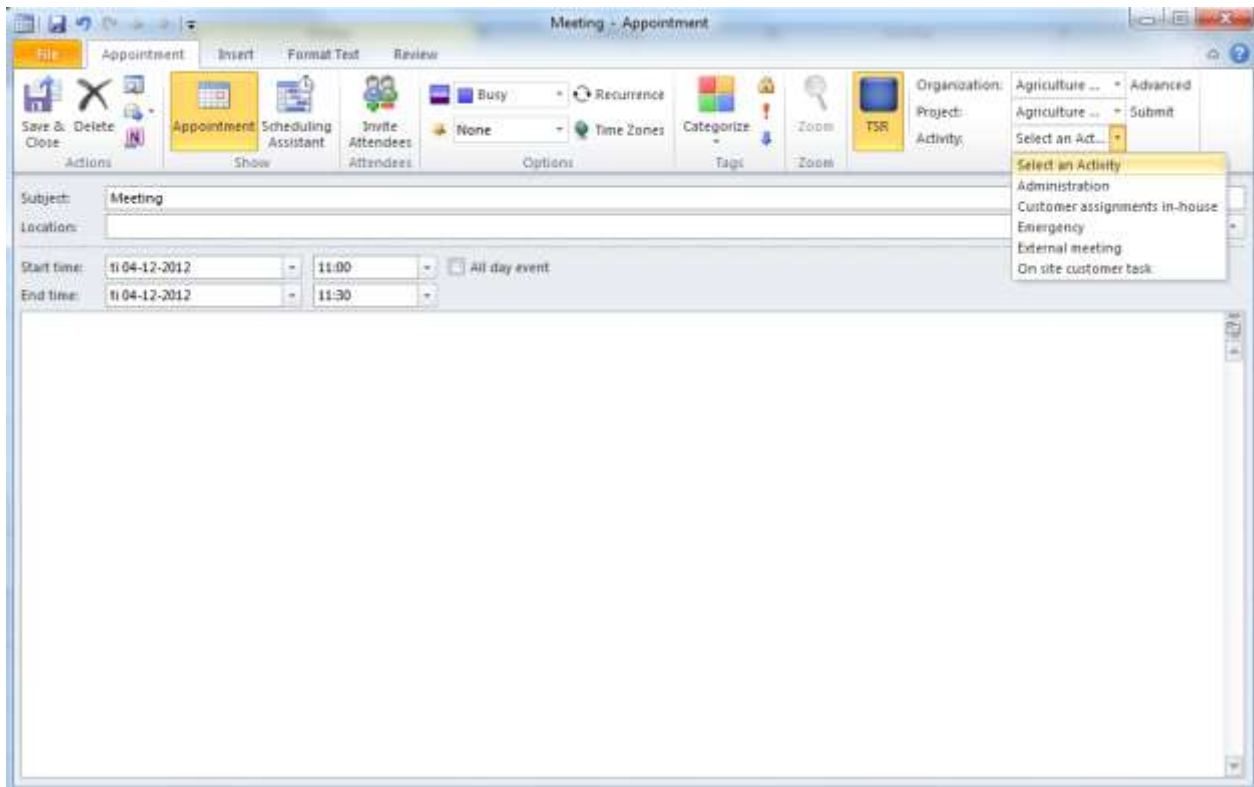 Meeting - Appointment
File Appointment Insert Format Text Review
Save & Close
Delete
Actions
Appointment
Scheduling Assistant
Show
Invite Attendees
Attendees
Busy
Recurrence
None
Time Zones
Options
Categorize
Tags
Zoom
Zoom
TSR
Organization: Agriculture ... Advanced
Project: Agriculture ... Submit
Activity: Select an Act...
Select an Activity
Administration
Customer assignments in-house
Emergency
External meeting
On site customer task
Subject: Meeting
Location:
Start time: ti 04-12-2012 11:00 All day event
End time: ti 04-12-2012 11:30